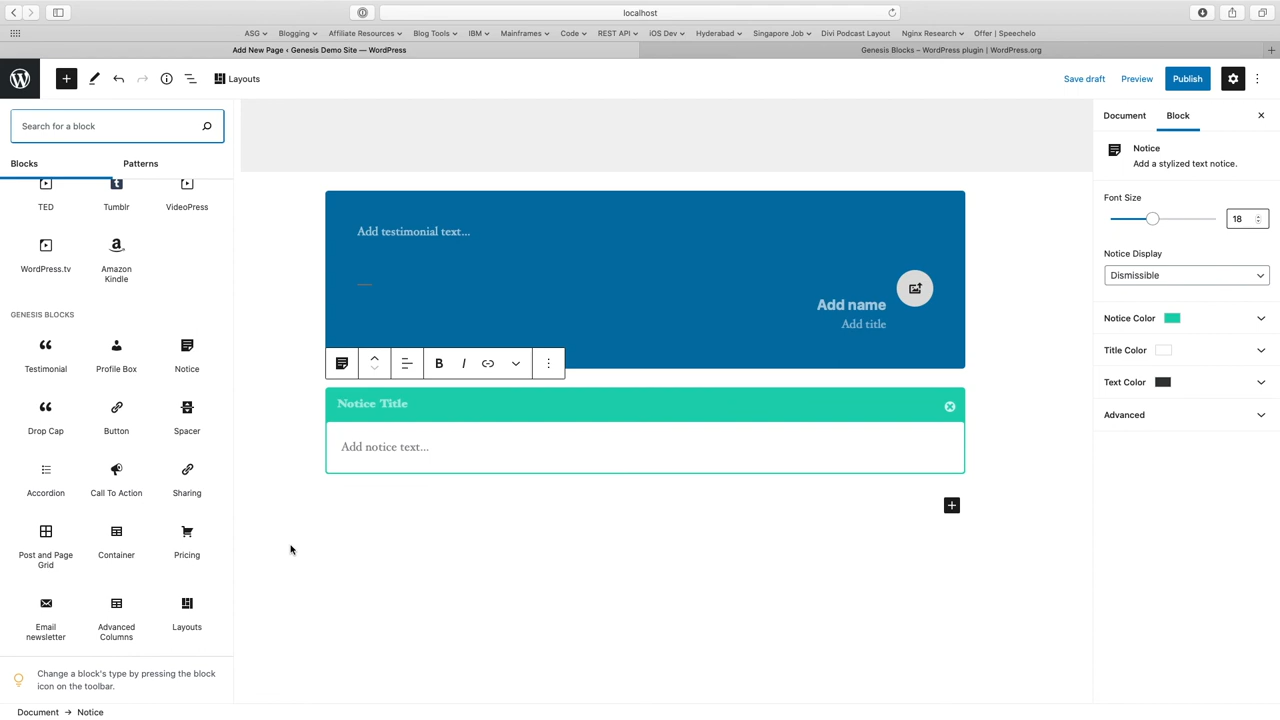 localhost
ASG
Blogging
Affiliate Resources
Blog Tools
IBM
Mainframes
Code
REST API
iOS Dev
Hyderabad
Singapore Job
Divi Podcast Layout
Nginx Research
Offer | Speechelo
Add New Page ‹ Genesis Demo Site — WordPress
Genesis Blocks – WordPress plugin | WordPress.org
Layouts
Save draft
Preview
Publish
Search for a block
Blocks
Patterns
TED
Tumblr
VideoPress
WordPress.tv
Amazon
Kindle
GENESIS BLOCKS
Testimonial
Profile Box
Notice
Drop Cap
Button
Spacer
Accordion
Call To Action
Sharing
Post and Page
Grid
Container
Pricing
Email
newsletter
Advanced
Columns
Layouts
Change a block's type by pressing the block
icon on the toolbar.
Document → Notice
Add testimonial text...
Add name
Add title
B I
Notice Title
Add notice text...
Document
Block
Notice
Add a stylized text notice.
Font Size
18
Notice Display
Dismissible
Notice Color
Title Color
Text Color
Advanced